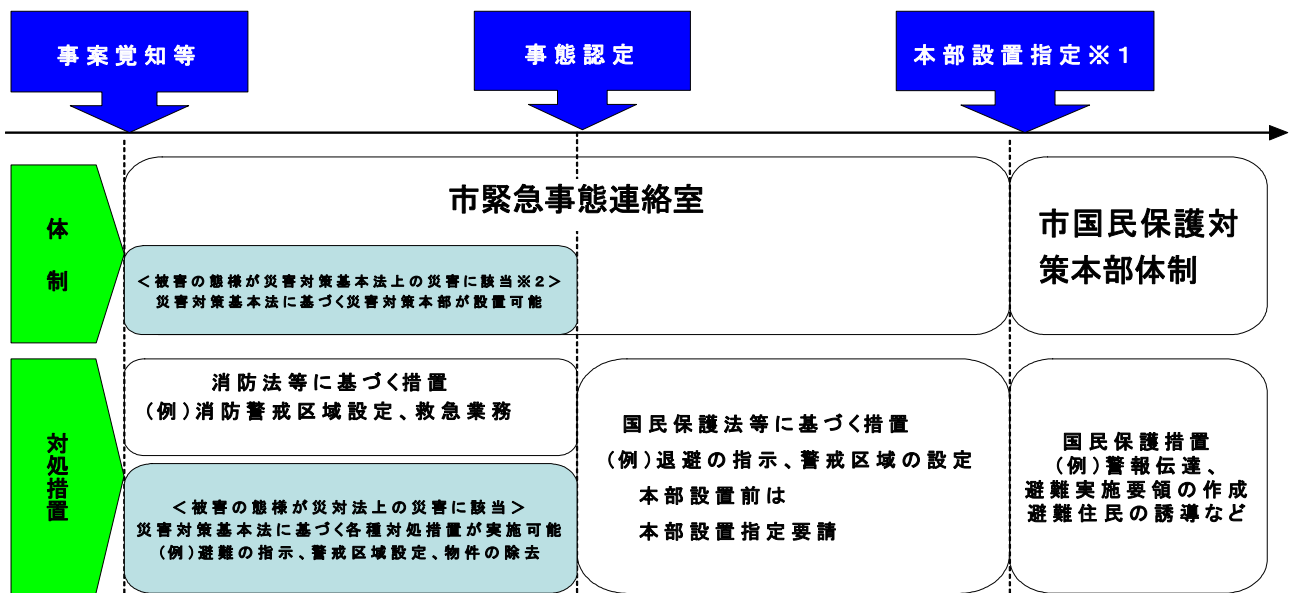 事案覚知等
事態認定
本部設置指定※1
体制
市緊急事態連絡室
市国民保護対
策本部体制
<被害の態様が災害対策基本法上の災害に該当※2>
災害対策基本法に基づく災害対策本部が設置可能
対処措置
消防法等に基づく措置
(例)消防警戒区域設定、救急業務
<被害の態様が災対法上の災害に該当>
災害対策基本法に基づく各種対処措置が実施可能
(例)避難の指示、警戒区域設定、物件の除去
国民保護法等に基づく措置
(例)退避の指示、警戒区域の設定
本部設置前は
本部設置指定要請
国民保護措置
(例)警報伝達、
避難実施要領の作成
避難住民の誘導など